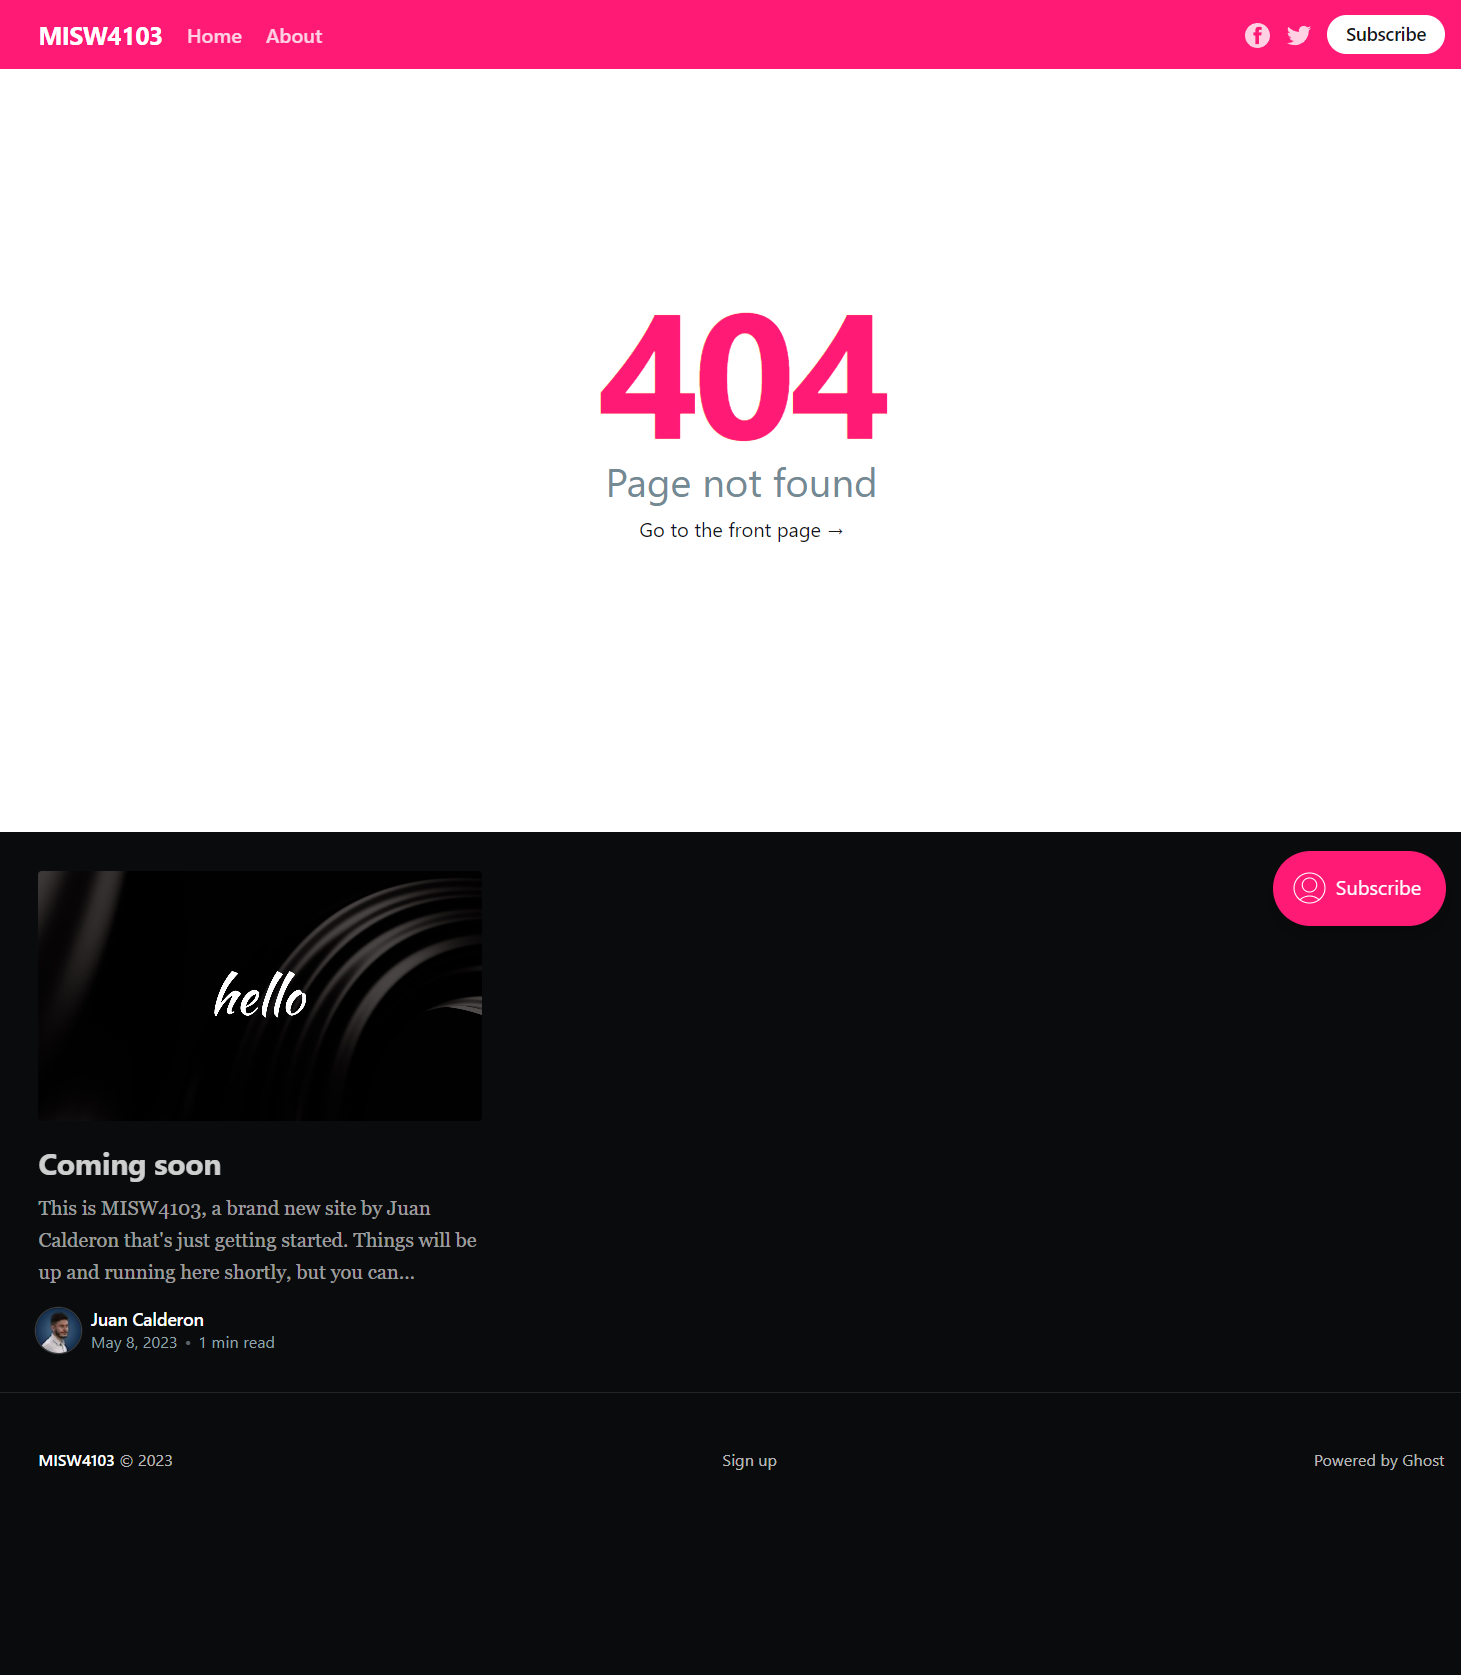 MISW4103 Home About Subscribe
404
Page not found
Go to the front page →
Subscribe
hello
Coming soon
This is MISW4103, a brand new site by Juan
Calderon that's just getting started. Things will be
up and running here shortly, but you can...
Juan Calderon
May 8, 2023 • 1 min read
MISW4103 © 2023 Sign up Powered by Ghost